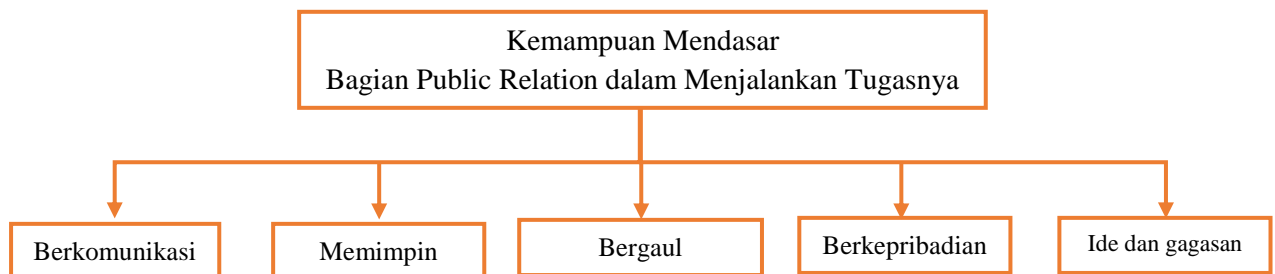 Kemampuan Mendasar
Bagian Public Relation dalam Menjalankan Tugasnya
Berkomunikasi
Memimpin
Bergaul
Berkepribadian
Ide dan gagasan